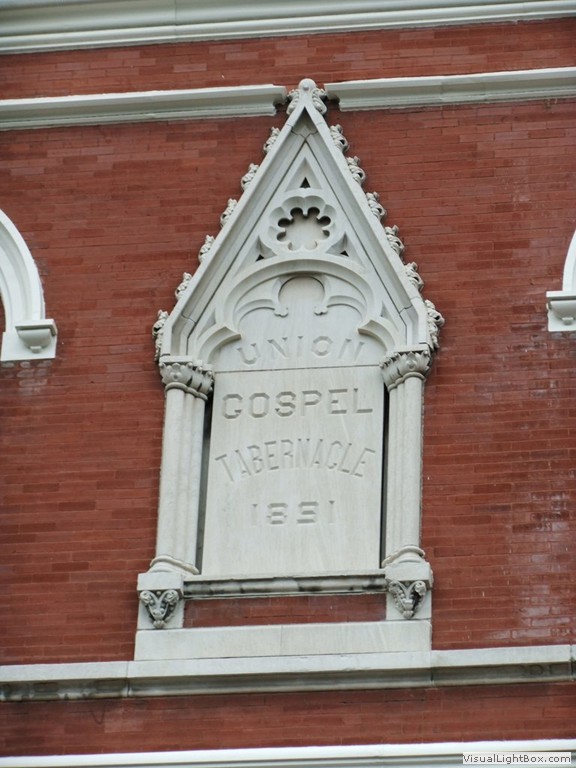 UNION
GOSPEL
TABERNACLE
1891
VisualLightBox.com